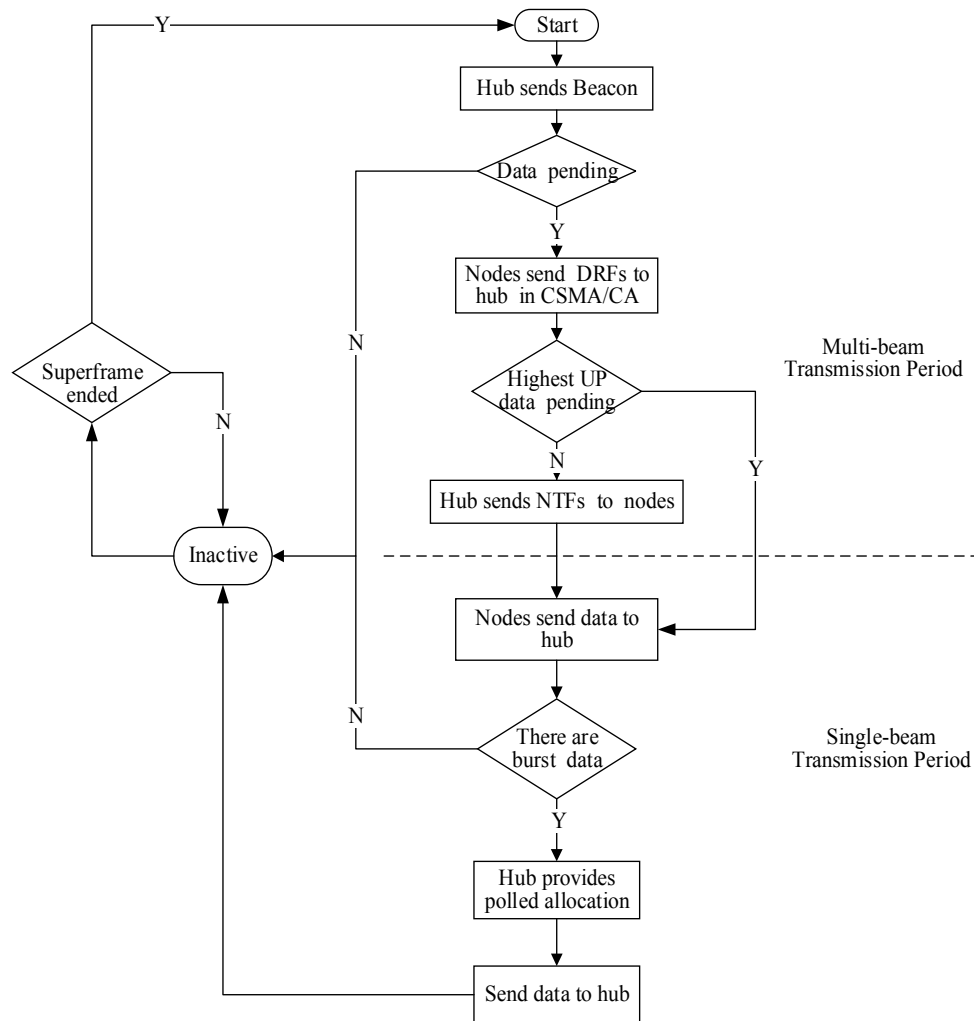 Start
Y
Hub sends Beacon
Data pending
Y
Nodes send DRFs to
hub in CSMA/CA
N
Superframe
ended
Highest UP
data pending
Multi-beam
Transmission Period
N
N
Y
Hub sends NTFs to nodes
Inactive
Nodes send data to
hub
N
There are
burst data
Single-beam
Transmission Period
Y
Hub provides
polled allocation
Send data to hub